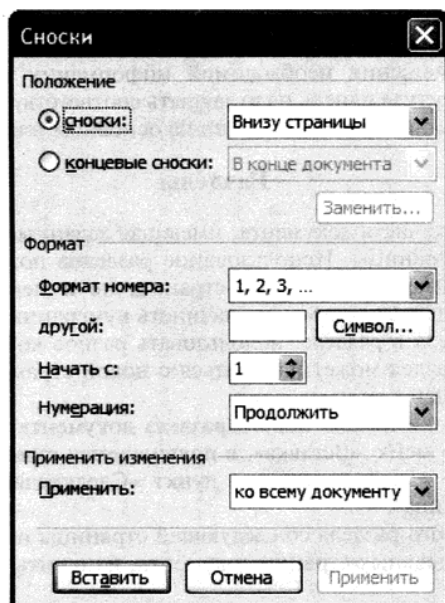 Сноски
Положение
сноски: Внизу страницы
концевые сноски: В конце документа
Заменить...
Формат
Формат номера: 1, 2, 3, ...
другой: Символ...
Начать с: 1
Нумерация: Продолжить
Применить изменения
Применить: ко всему документу
Вставить Отмена Применить